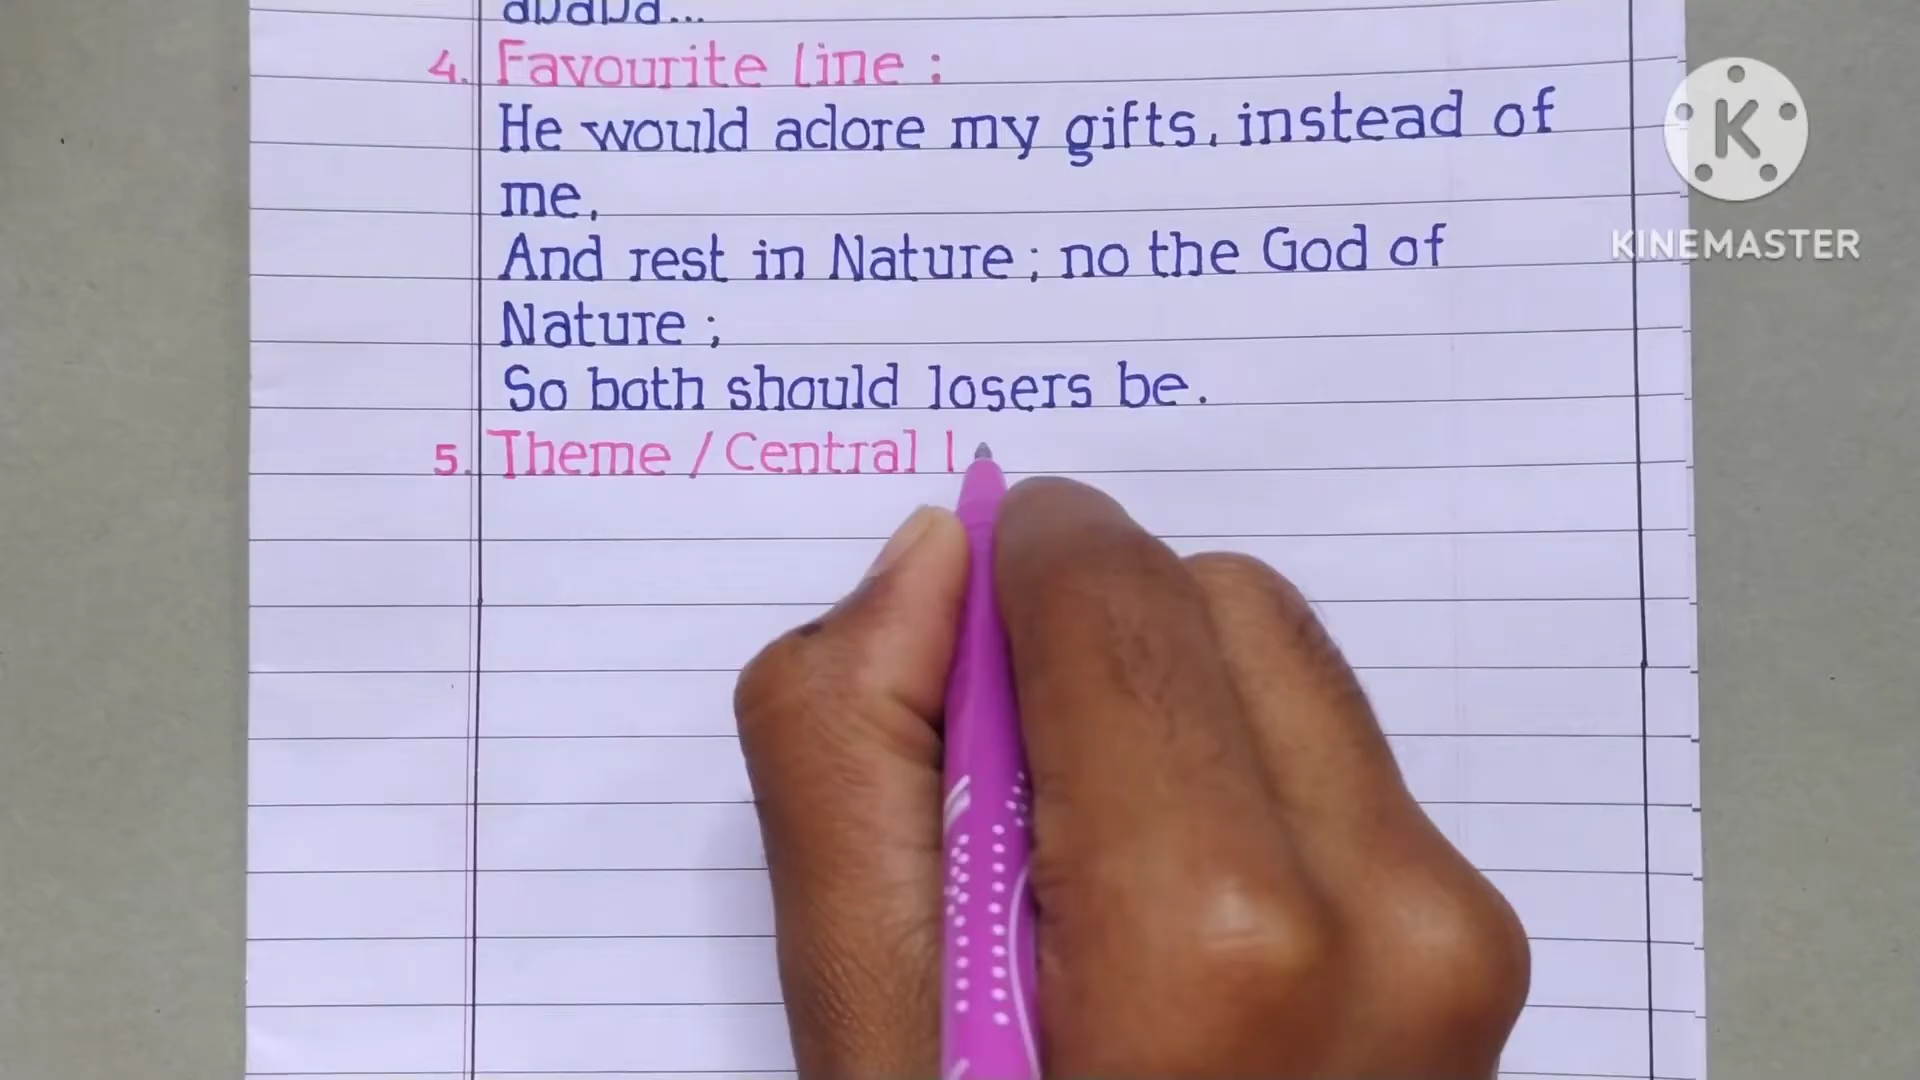 ababa...
4. Favourite line :
He would adore my gifts, instead of
me,
And rest in Nature ; no the God of
Nature ;
So both should losers be.
5. Theme / Central I
K
KINEMASTER